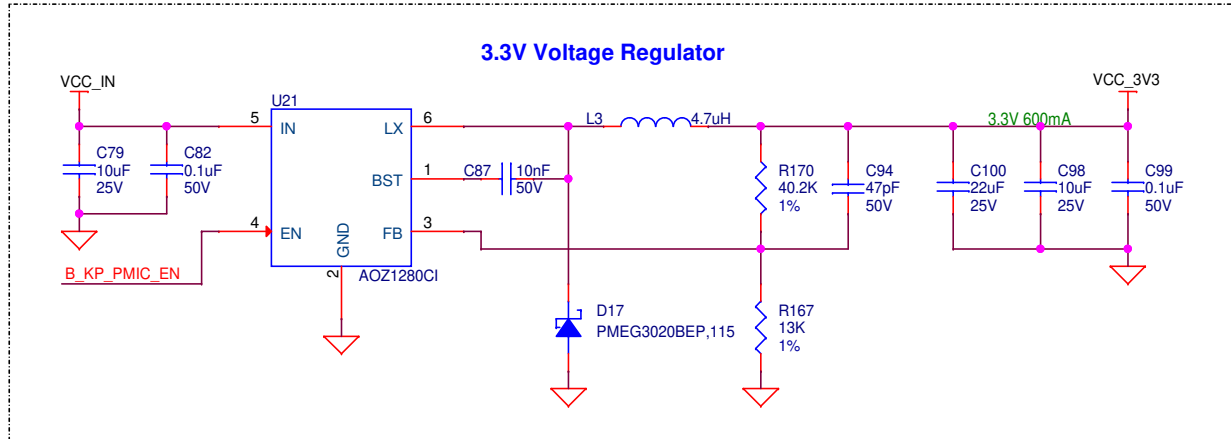 3.3V Voltage Regulator
VCC_IN
VCC_3V3
U21
5
IN
LX
6
L3
4.7uH
3.3V 600mA
C79
10uF
25V
C82
0.1uF
50V
1
BST
C87
10nF
50V
R170
40.2K
1%
C94
47pF
50V
C100
22uF
25V
C98
10uF
25V
C99
0.1uF
50V
4
EN
GND
2
FB
3
AOZ1280CI
B_KP_PMIC_EN
D17
PMEG3020BEP,115
R167
13K
1%